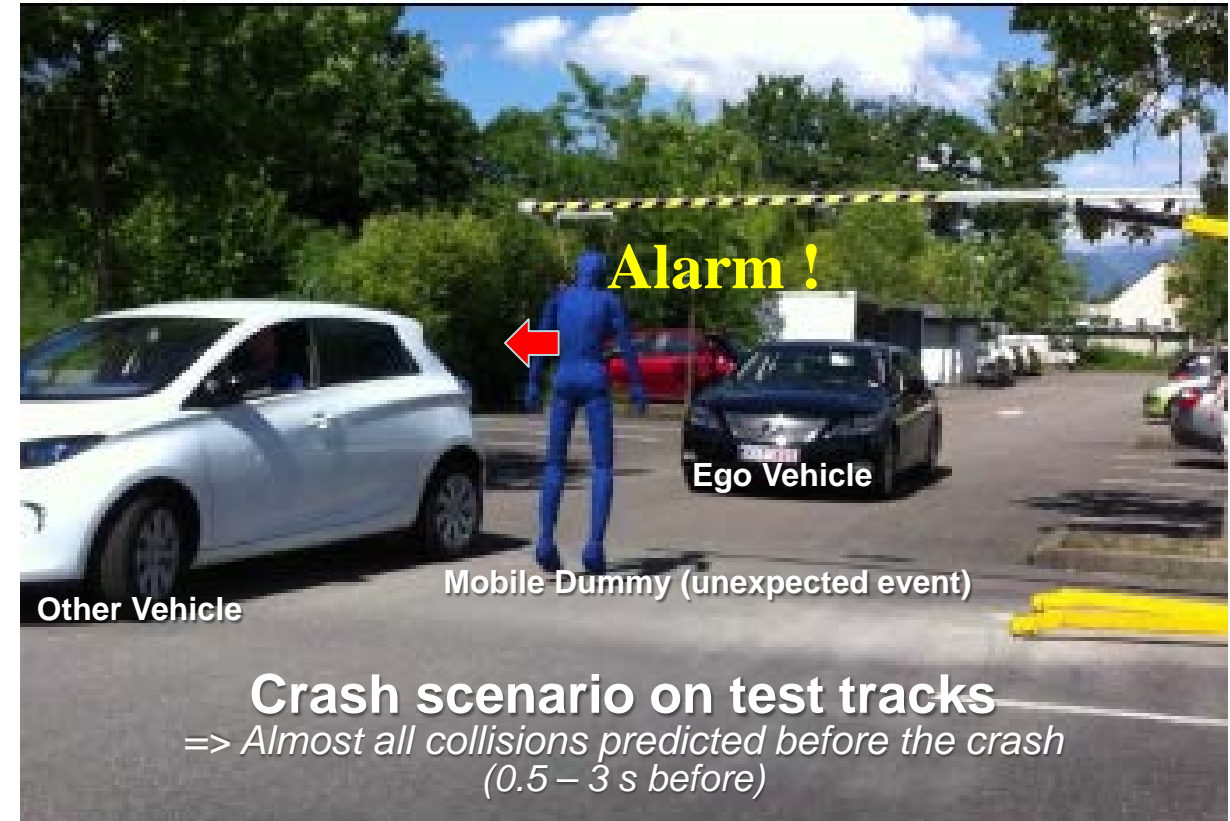 Alarm !
Ego Vehicle
Mobile Dummy (unexpected event)
Other Vehicle
Crash scenario on test tracks
=> Almost all collisions predicted before the crash
(0.5 – 3 s before)